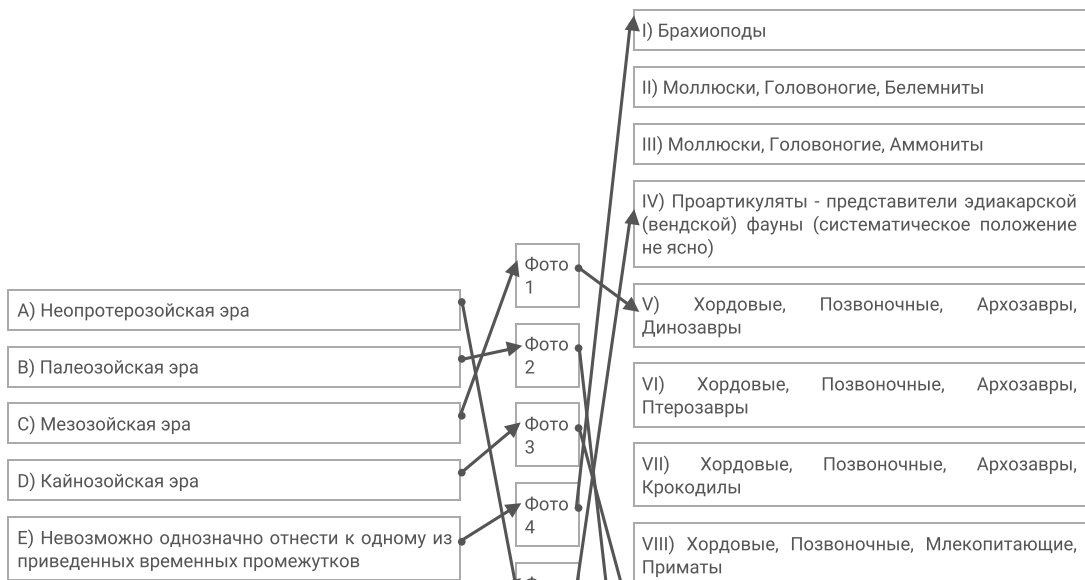 A) Неопротерозойская эра
B) Палеозойская эра
C) Мезозойская эра
D) Кайнозойская эра
E) Невозможно однозначно отнести к одному из
приведенных временных промежутков
Фото
1
Фото
2
Фото
3
Фото
4
I) Брахиоподы
II) Моллюски, Головоногие, Белемниты
III) Моллюски, Головоногие, Аммониты
IV) Проартикуляты - представители эдиакарской
(вендской) фауны (систематическое положение
не ясно)
V) Хордовые, Позвоночные, Архозавры,
Динозавры
VI) Хордовые, Позвоночные, Архозавры,
Птерозавры
VII) Хордовые, Позвоночные, Архозавры,
Крокодилы
VIII) Хордовые, Позвоночные, Млекопитающие,
Приматы